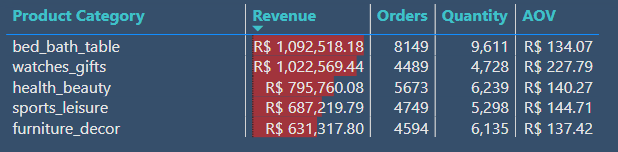 Product Category Revenue Orders Quantity AOV
bed_bath_table R$ 1,092,518.18 8149 9,611 R$ 134.07
watches_gifts R$ 1,022,569.44 4489 4,728 R$ 227.79
health_beauty R$ 795,760.08 5673 6,239 R$ 140.27
sports_leisure R$ 687,219.79 4749 5,298 R$ 144.71
furniture_decor R$ 631,317.80 4594 6,135 R$ 137.42